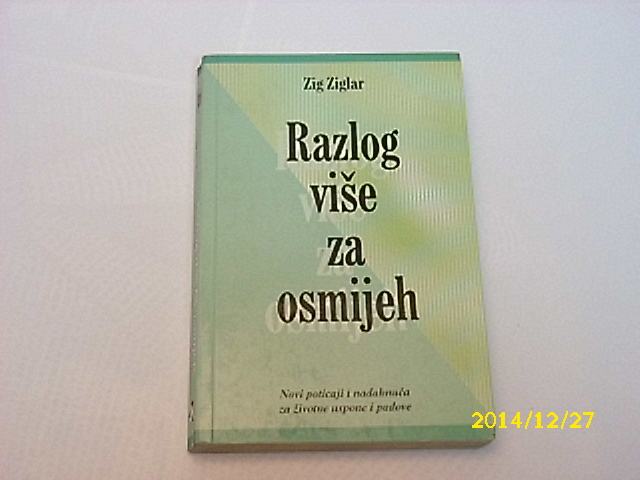 Zig Ziglar
Razlog
više
za
osmijeh
Novi poticaji i nadahnuća
za životne uspone i padove
2014/12/27